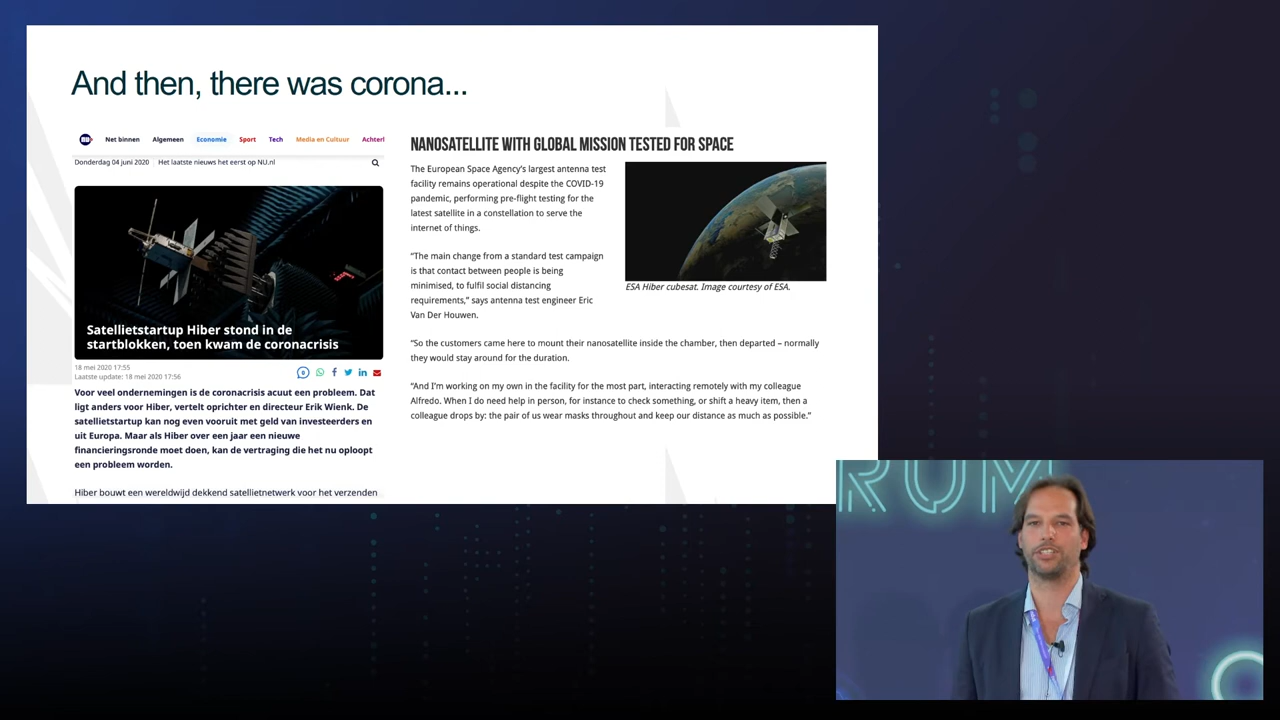 And then, there was corona...
NU
Net binnen Algemeen Economie Sport Tech Media en Cultuur Achterl
Donderdag 04 juni 2020 Het laatste nieuws het eerst op NU.nl
Satellietstartup Hiber stond in de
startblokken, toen kwam de coronacrisis
18 mei 2020 17:55
Laatste update: 18 mei 2020 17:56
0
Voor veel ondernemingen is de coronacrisis acuut een probleem. Dat
ligt anders voor Hiber, vertelt oprichter en directeur Erik Wienk. De
satellietstartup kan nog even vooruit met geld van investeerders en
uit Europa. Maar als Hiber over een jaar een nieuwe
financieringsronde moet doen, kan de vertraging die het nu oploopt
een probleem worden.
Hiber bouwt een wereldwijd dekkend satellietnetwerk voor het verzenden
NANOSATELLITE WITH GLOBAL MISSION TESTED FOR SPACE
The European Space Agency's largest antenna test
facility remains operational despite the COVID-19
pandemic, performing pre-flight testing for the
latest satellite in a constellation to serve the
internet of things.
“The main change from a standard test campaign
is that contact between people is being
minimised, to fulfil social distancing
requirements,” says antenna test engineer Eric
Van Der Houwen.
ESA Hiber cubesat. Image courtesy of ESA.
“So the customers came here to mount their nanosatellite inside the chamber, then departed – normally
they would stay around for the duration.
“And I'm working on my own in the facility for the most part, interacting remotely with my colleague
Alfredo. When I do need help in person, for instance to check something, or shift a heavy item, then a
colleague drops by: the pair of us wear masks throughout and keep our distance as much as possible.”
RUM